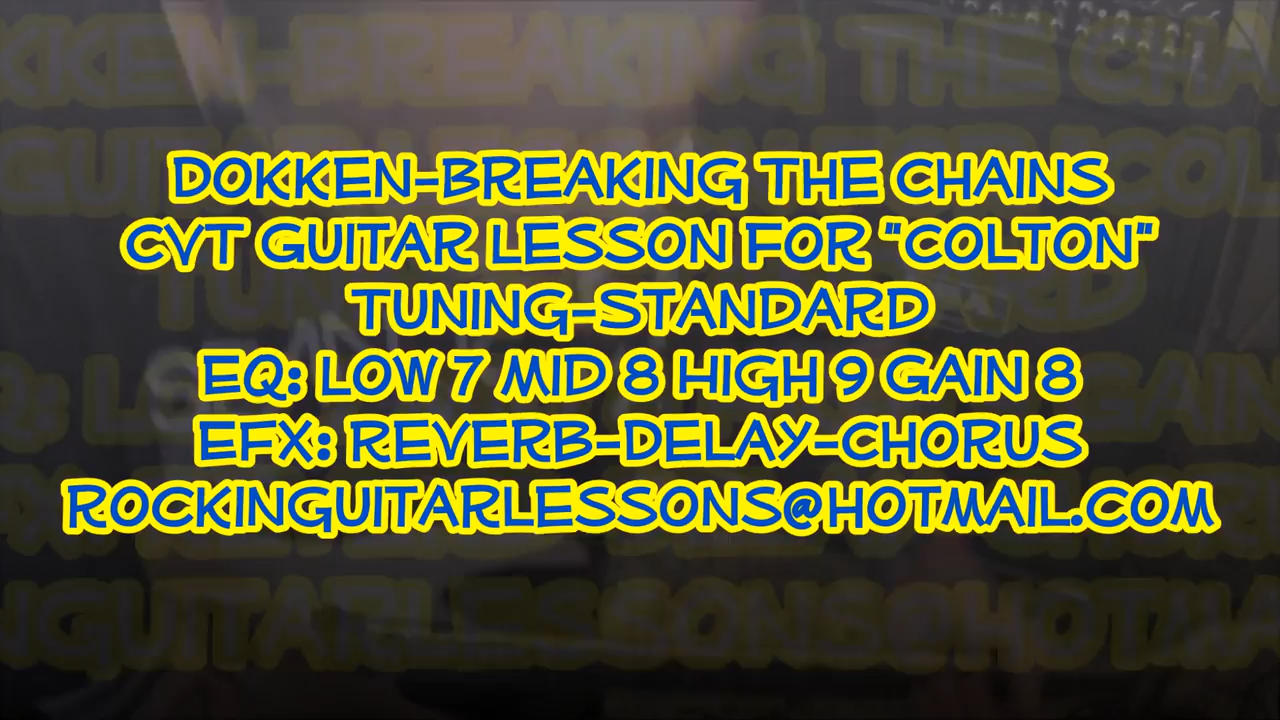 DOKKEN-BREAKING THE CHAINS
CVT GUITAR LESSON FOR "COLTON"
TUNING-STANDARD
EQ: LOW 7 MID 8 HIGH 9 GAIN 8
EFX: REVERB-DELAY-CHORUS
ROCKINGUITARLESSONS@HOTMAIL.COM